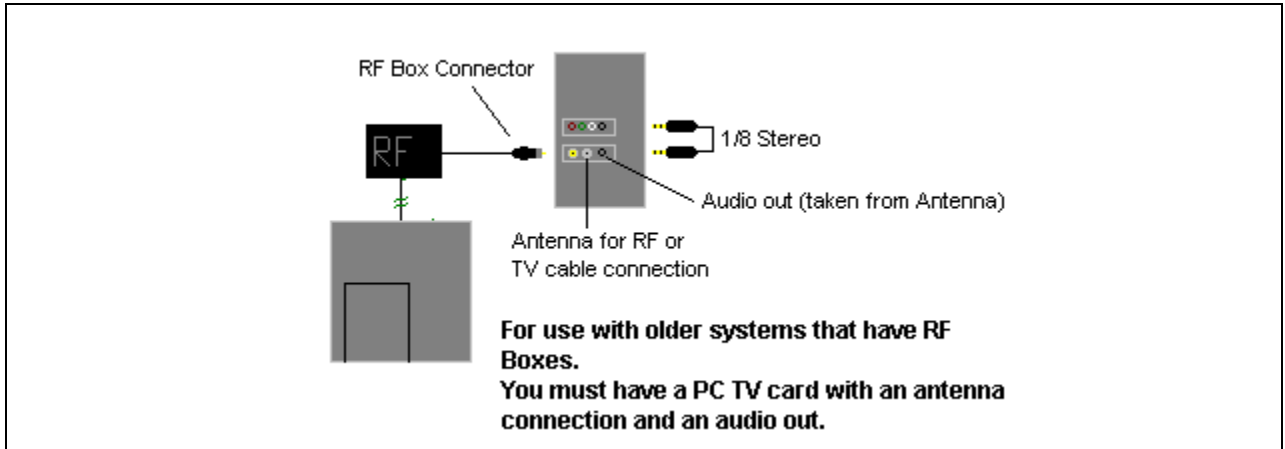 RF Box Connector
RF
1/8 Stereo
Audio out (taken from Antenna)
Antenna for RF or
TV cable connection
For use with older systems that have RF
Boxes.
You must have a PC TV card with an antenna
connection and an audio out.